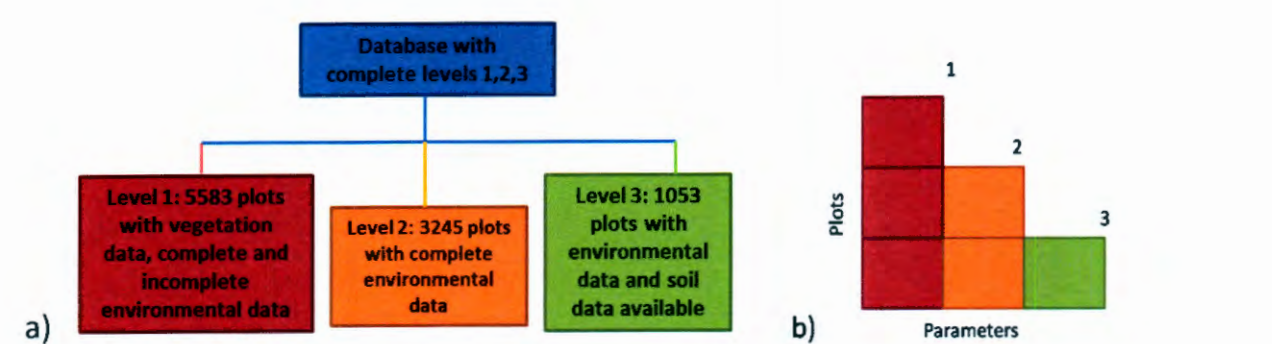 Database with
complete levels 1,2,3
Level 1: 5583 plots
with vegetation
data, complete and
incomplete
environmental data
Level 2: 3245 plots
with complete
environmental
data
Level 3: 1053
plots with
environmental
data and soil
data available
a)
1
2
3
Plots
Parameters
b)